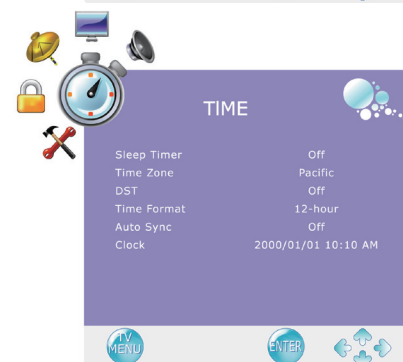 TIME
Sleep Timer Off
Time Zone Pacific
DST Off
Time Format 12-hour
Auto Sync Off
Clock 2000/01/01 10:10 AM
TV MENU
ENTER